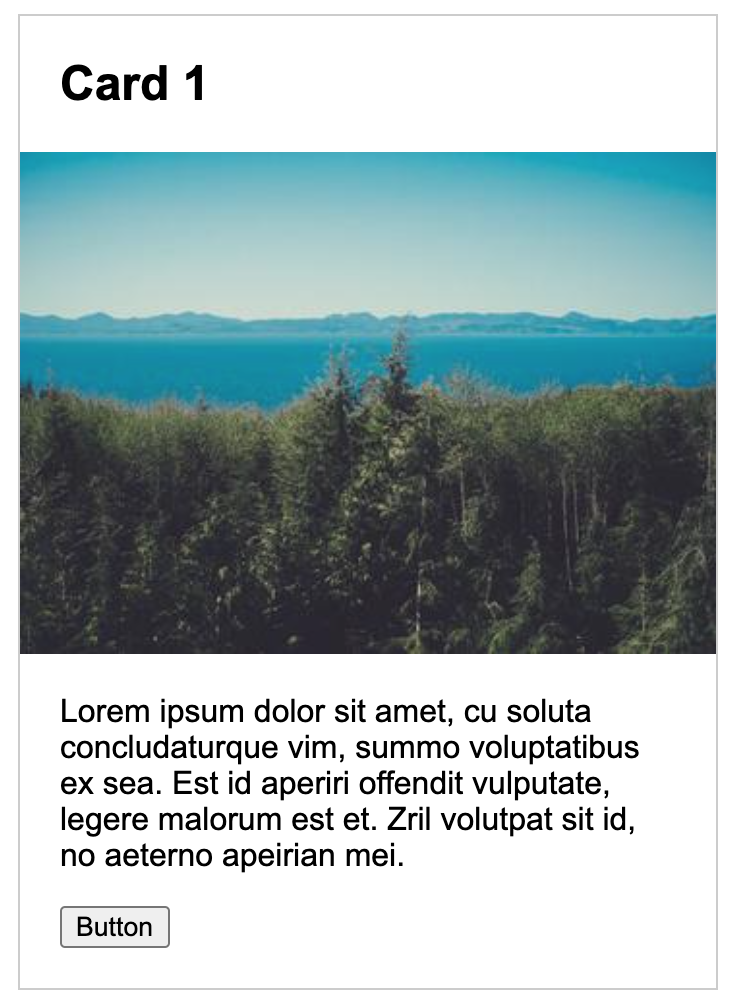 Card 1
Lorem ipsum dolor sit amet, cu soluta
concludaturque vim, summo voluptatibus
ex sea. Est id aperiri offendit vulputate,
legere malorum est et. Zril volutpat sit id,
no aeterno apeirian mei.
Button